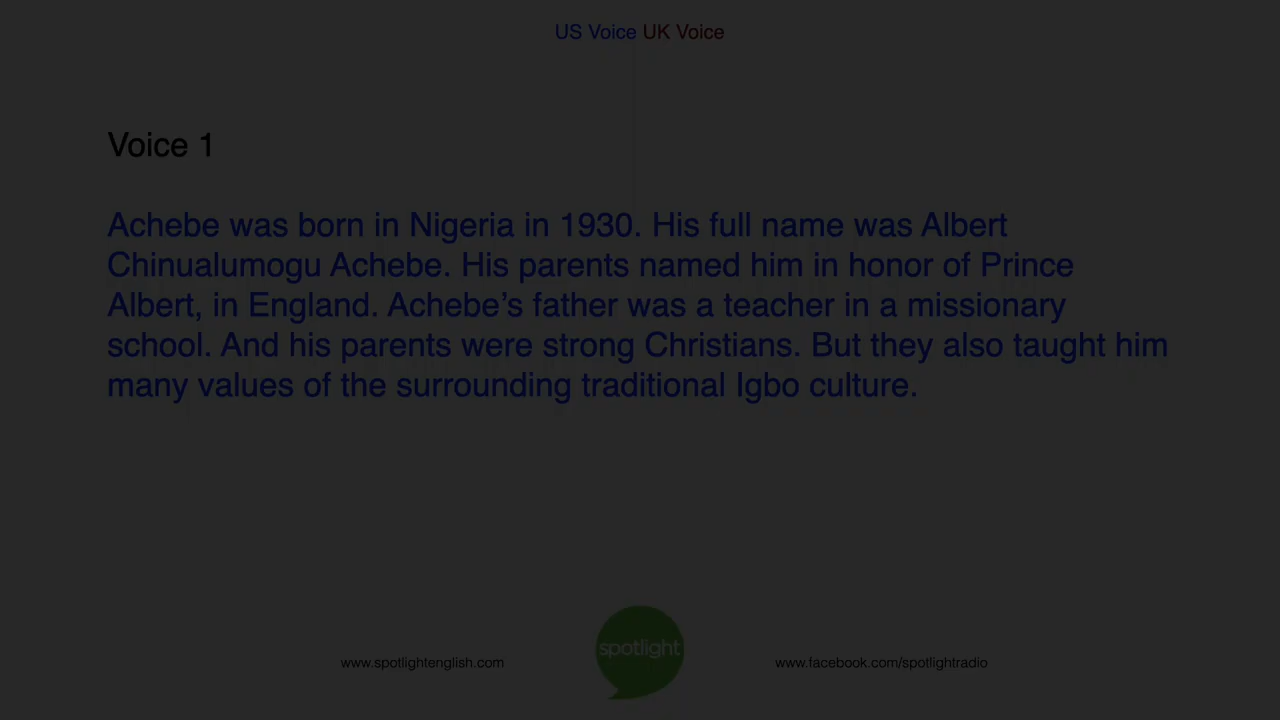 US Voice UK Voice
Voice 1
Achebe was born in Nigeria in 1930. His full name was Albert
Chinualumogu Achebe. His parents named him in honor of Prince
Albert, in England. Achebe’s father was a teacher in a missionary
school. And his parents were strong Christians. But they also taught him
many values of the surrounding traditional Igbo culture.
spotlight
www.spotlightenglish.com
www.facebook.com/spotlightradio